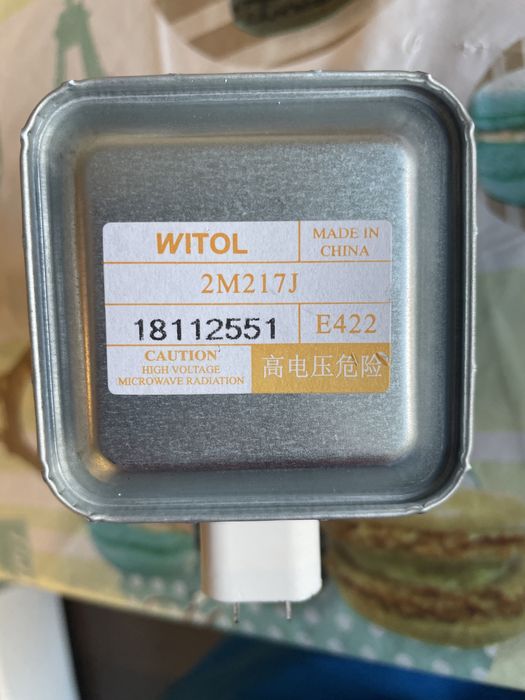 WITOL
MADE IN
CHINA
2M217J
18112551
E422
CAUTION
HIGH VOLTAGE
MICROWAVE RADIATION
高电压危险